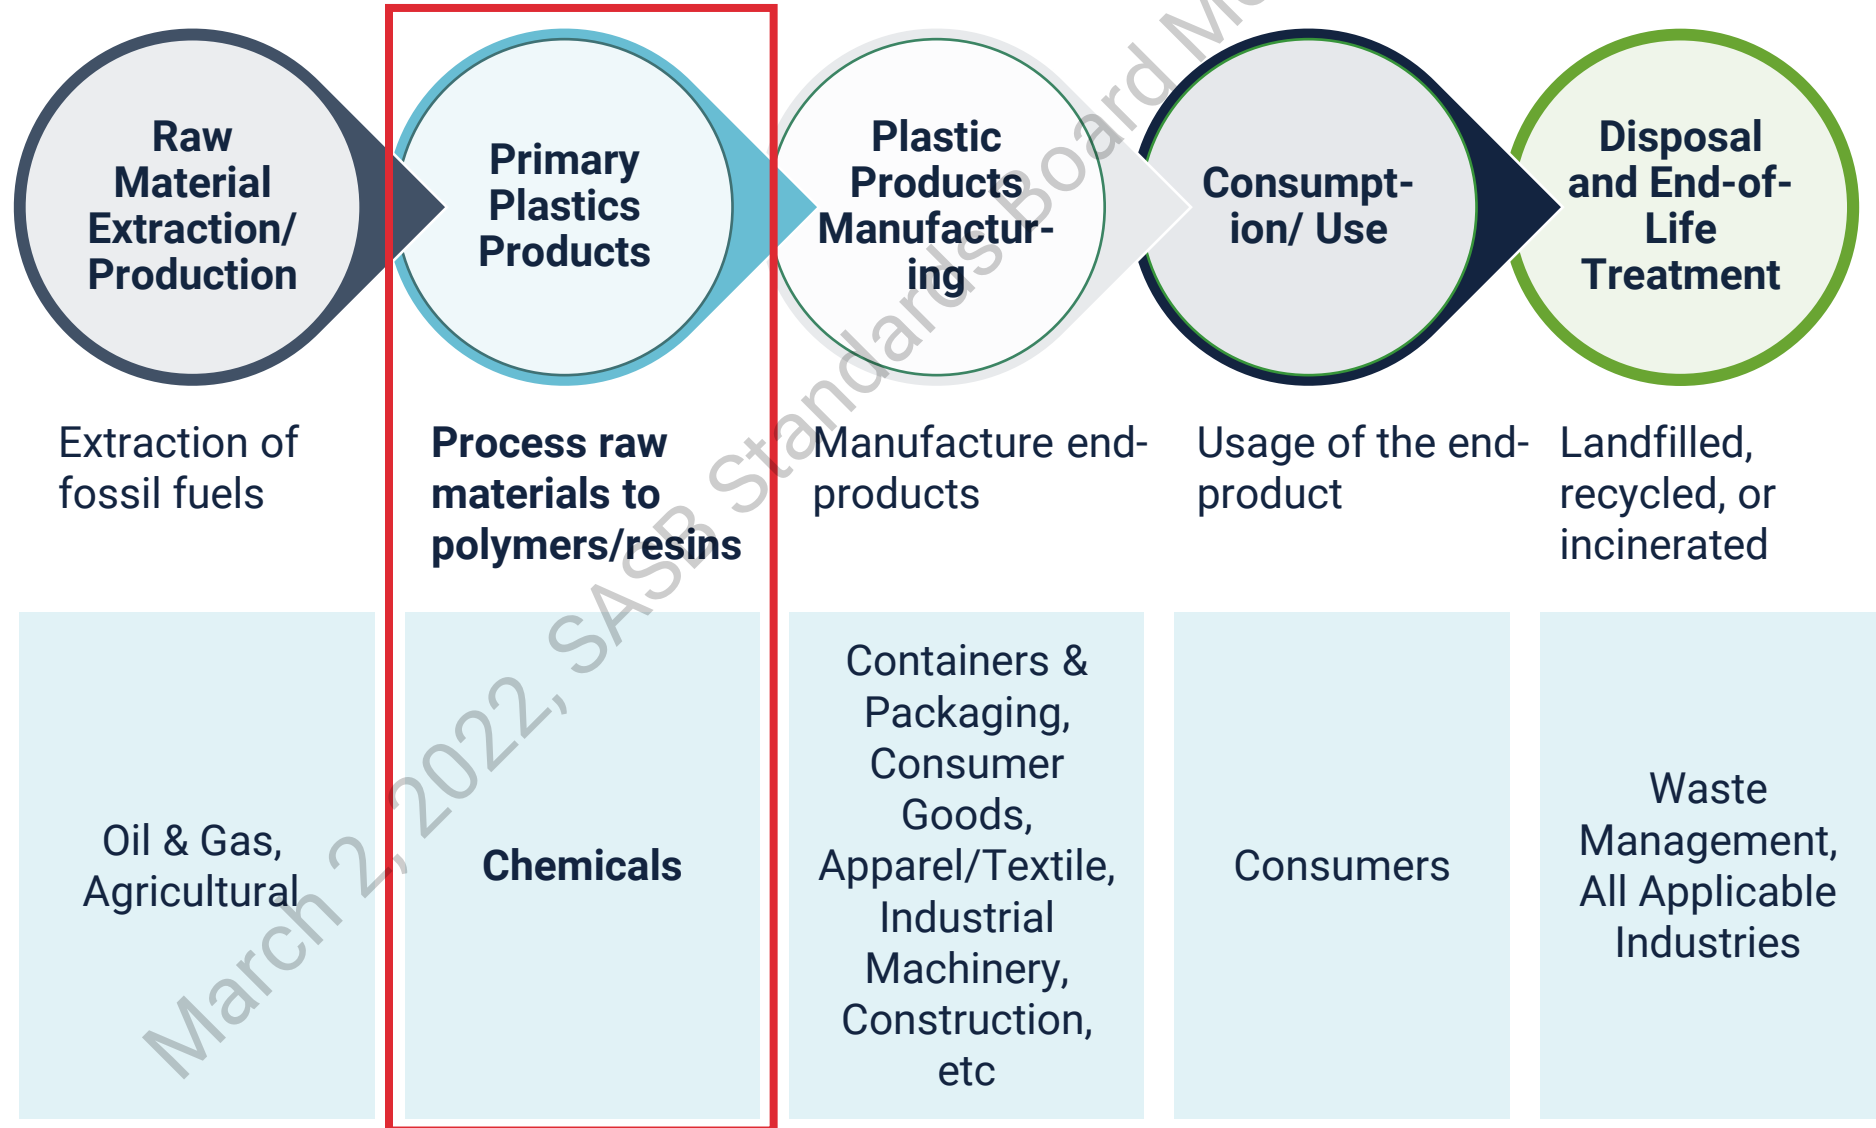 Raw
Material
Extraction/
Production
Primary
Plastics
Products
Plastic
Products
Manufactur-
ing
Consumpt-
ion/ Use
Disposal
and End-of-
Life
Treatment
Extraction of
fossil fuels
Process raw
materials to
polymers/resins
Manufacture end-
products
Usage of the end-
product
Landfilled,
recycled, or
incinerated
Oil & Gas,
Agricultural
Chemicals
Containers &
Packaging,
Consumer
Goods,
Apparel/Textile,
Industrial
Machinery,
Construction,
etc
Consumers
Waste
Management,
All Applicable
Industries
March 2, 2022, SASB Standards Board